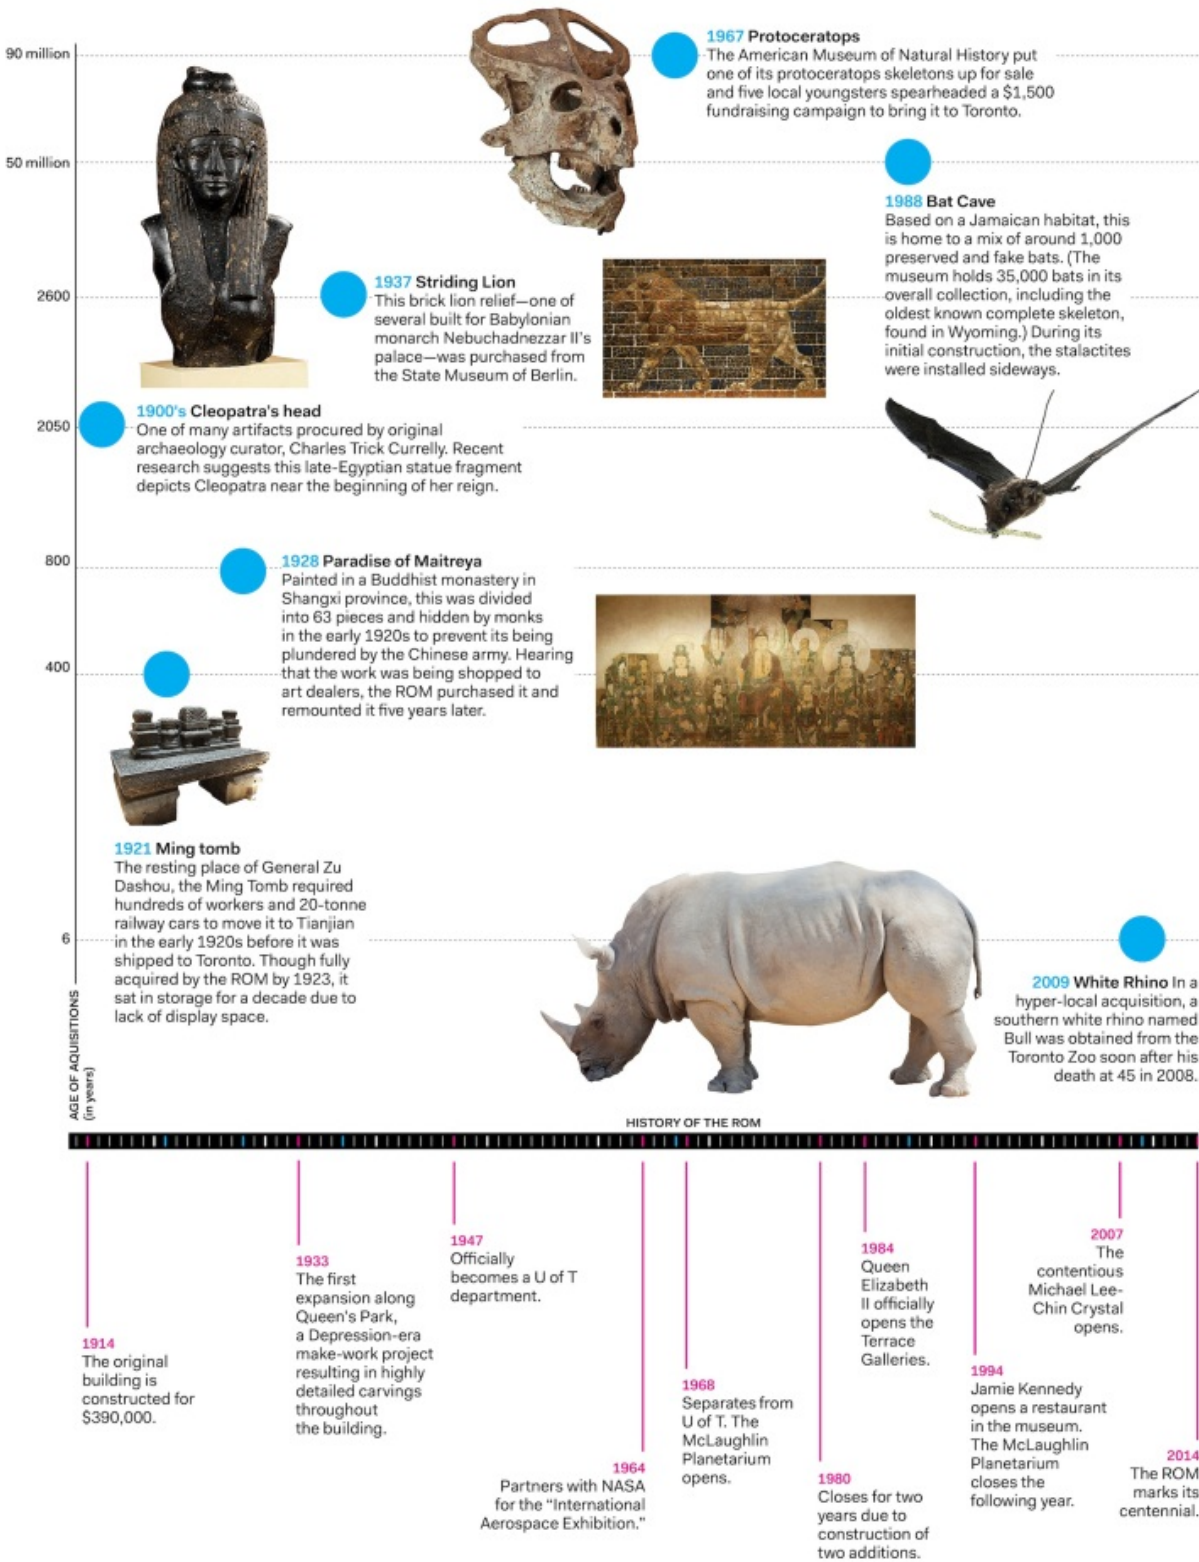 90 million
1967 Protoceratops
The American Museum of Natural History put
one of its protoceratops skeletons up for sale
and five local youngsters spearheaded a $1,500
fundraising campaign to bring it to Toronto.
50 million
1988 Bat Cave
Based on a Jamaican habitat, this
is home to a mix of around 1,000
preserved and fake bats. (The
museum holds 35,000 bats in its
overall collection, including the
oldest known complete skeleton,
found in Wyoming.) During its
initial construction, the stalactites
were installed sideways.
2600
1937 Striding Lion
This brick lion relief—one of
several built for Babylonian
monarch Nebuchadnezzar II's
palace—was purchased from
the State Museum of Berlin.
2050
1900's Cleopatra's head
One of many artifacts procured by original
archaeology curator, Charles Trick Currelly. Recent
research suggests this late-Egyptian statue fragment
depicts Cleopatra near the beginning of her reign.
800
1928 Paradise of Maitreya
Painted in a Buddhist monastery in
Shangxi province, this was divided
into 63 pieces and hidden by monks
in the early 1920s to prevent its being
plundered by the Chinese army. Hearing
that the work was being shopped to
art dealers, the ROM purchased it and
remounted it five years later.
400
1921 Ming tomb
The resting place of General Zu
Dashou, the Ming Tomb required
hundreds of workers and 20-tonne
railway cars to move it to Tianjian
in the early 1920s before it was
shipped to Toronto. Though fully
acquired by the ROM by 1923, it
sat in storage for a decade due to
lack of display space.
6
2009 White Rhino In a
hyper-local acquisition, a
southern white rhino named
Bull was obtained from the
Toronto Zoo soon after his
death at 45 in 2008.
AGE OF AQUISITIONS
(in years)
HISTORY OF THE ROM
1914
The original
building is
constructed for
$390,000.
1933
The first
expansion along
Queen's Park,
a Depression-era
make-work project
resulting in highly
detailed carvings
throughout
the building.
1947
Officially
becomes a U of T
department.
1964
Partners with NASA
for the “International
Aerospace Exhibition.”
1968
Separates from
U of T. The
McLaughlin
Planetarium
opens.
1980
Closes for two
years due to
construction of
two additions.
1984
Queen
Elizabeth
II officially
opens the
Terrace
Galleries.
1994
Jamie Kennedy
opens a restaurant
in the museum.
The McLaughlin
Planetarium
closes the
following year.
2007
The
contentious
Michael Lee-
Chin Crystal
opens.
2014
The ROM
marks its
centennial.